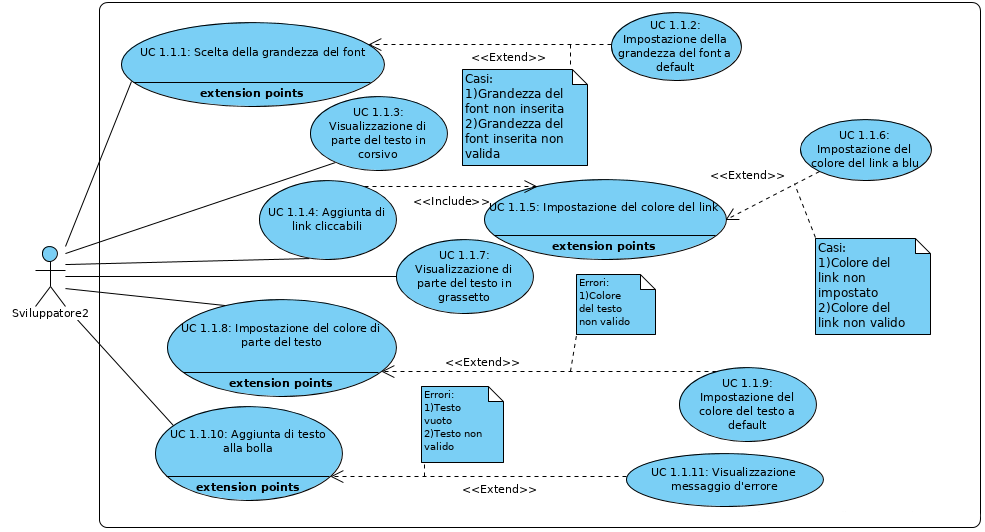 UC 1.1.1: Scelta della grandezza del font
extension points
<<Extend>>
UC 1.1.2:
Impostazione della
grandezza del font a
default
Casi:
1)Grandezza del
font non inserita
2)Grandezza del
font inserita non
valida
UC 1.1.3:
Visualizzazione di
parte del testo in
corsivo
UC 1.1.6:
Impostazione del
colore del link a blu
<<Extend>>
UC 1.1.4: Aggiunta di
link cliccabili
<<Include>>
UC 1.1.5: Impostazione del colore del link
extension points
Casi:
1)Colore del
link non
impostato
2)Colore del
link non valido
UC 1.1.7:
Visualizzazione di
parte del testo in
grassetto
Sviluppatore2
Errori:
1)Colore
del testo
non valido
UC 1.1.8: Impostazione del colore di
parte del testo
extension points
<<Extend>>
UC 1.1.9:
Impostazione del
colore del testo a
default
Errori:
1)Testo
vuoto
2)Testo non
valido
UC 1.1.10: Aggiunta di testo
alla bolla
extension points
<<Extend>>
UC 1.1.11: Visualizzazione
messaggio d'errore